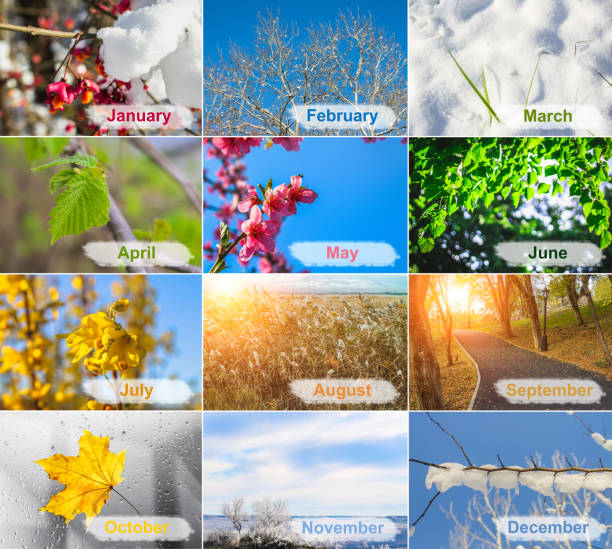 January
February
March
April
May
June
July
August
September
October
November
December